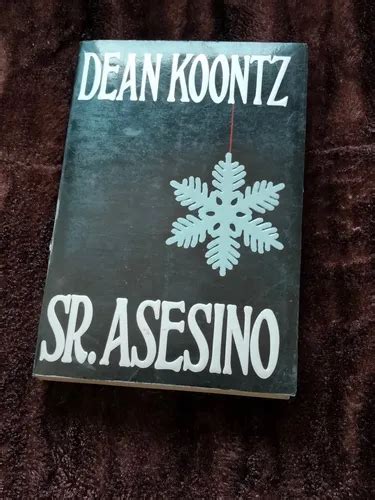 DEAN KOONTZ
SR. ASESINO